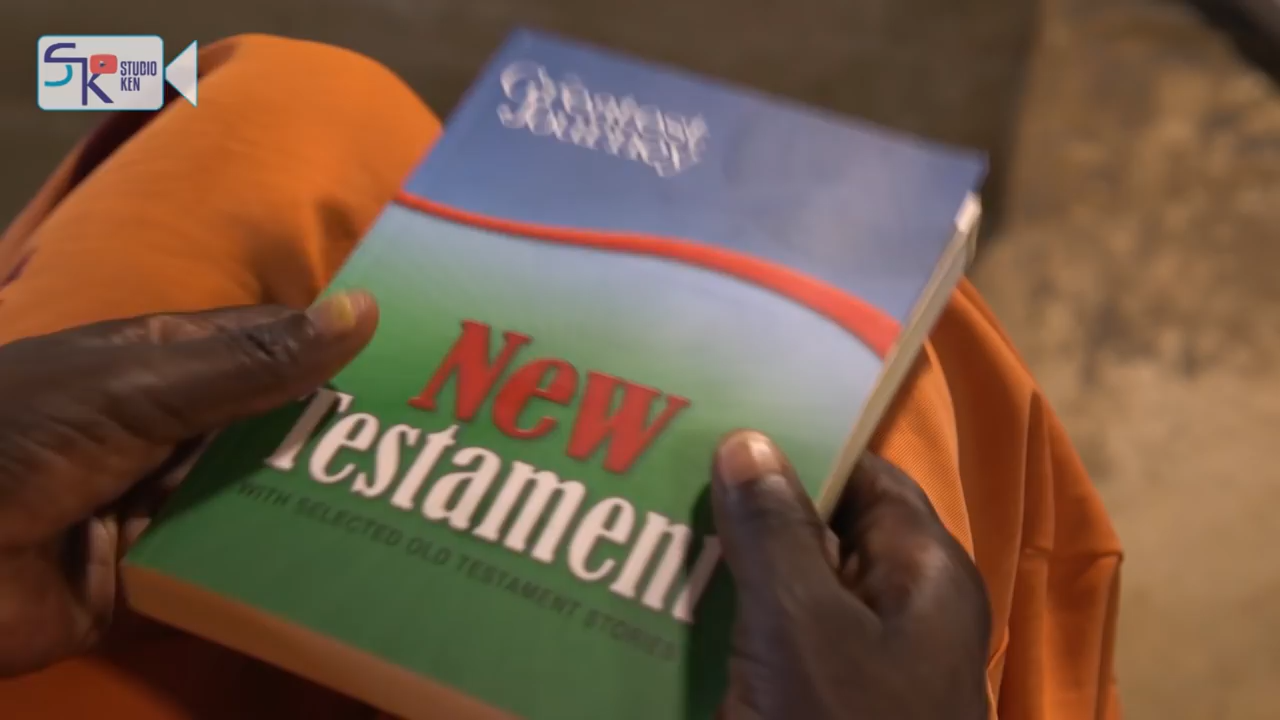 SK STUDIO
KEN
New
Testament
WITH SELECTED OLD TESTAMENT STORIES